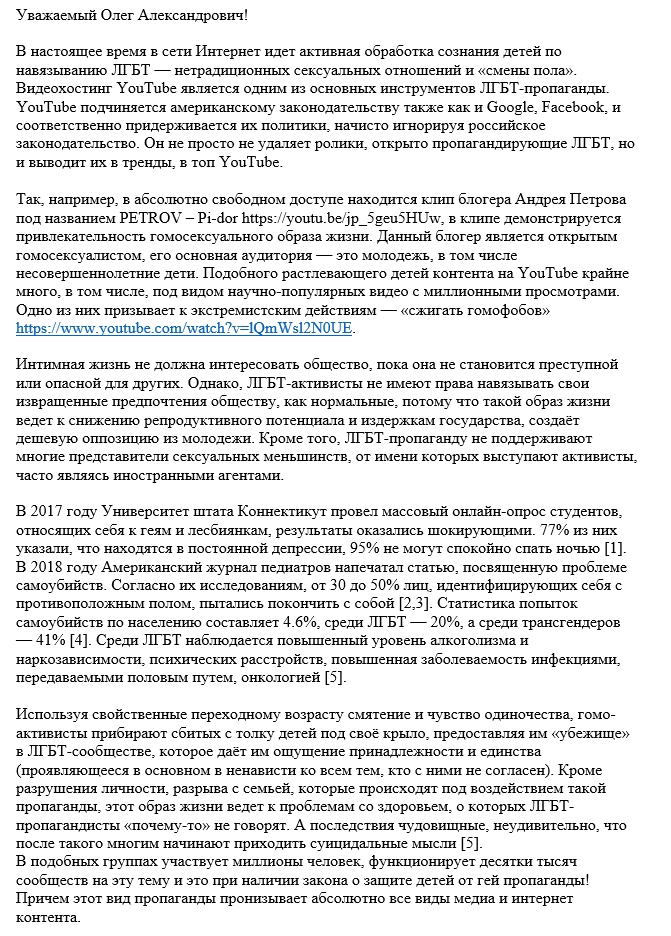 Уважаемый Олег Александрович!
В настоящее время в сети Интернет идет активная обработка сознания детей по
навязыванию ЛГБТ — нетрадиционных сексуальных отношений и «смены пола».
Видеохостинг YouTube является одним из основных инструментов ЛГБТ-пропаганды.
YouTube подчиняется американскому законодательству также как и Google, Facebook, и
соответственно придерживается их политики, начисто игнорируя российское
законодательство. Он не просто не удаляет ролики, открыто пропагандирующие ЛГБТ, но
и выводит их в тренды, в топ YouTube.
Так, например, в абсолютно свободном доступе находится клип блогера Андрея Петрова
под названием PETROV – Pi-dor https://youtu.be/jp_5geu5HUw, в клипе демонстрируется
привлекательность гомосексуального образа жизни. Данный блогер является открытым
гомосексуалистом, его основная аудитория — это молодежь, в том числе
несовершеннолетние дети. Подобного растлевающего детей контента на YouTube крайне
много, в том числе, под видом научно-популярных видео с миллионными просмотрами.
Одно из них призывает к экстремистским действиям — «сжигать гомофобов»
https://www.youtube.com/watch?v=lQmWsl2N0UE.
Интимная жизнь не должна интересовать общество, пока она не становится преступной
или опасной для других. Однако, ЛГБТ-активисты не имеют права навязывать свои
извращенные предпочтения обществу, как нормальные, потому что такой образ жизни
ведет к снижению репродуктивного потенциала и издержкам государства, создаёт
дешевую оппозицию из молодежи. Кроме того, ЛГБТ-пропаганду не поддерживают
многие представители сексуальных меньшинств, от имени которых выступают активисты,
часто являясь иностранными агентами.
В 2017 году Университет штата Коннектикут провел массовый онлайн-опрос студентов,
относящих себя к геям и лесбиянкам, результаты оказались шокирующими. 77% из них
указали, что находятся в постоянной депрессии, 95% не могут спокойно спать ночью [1].
В 2018 году Американский журнал педиатров напечатал статью, посвященную проблеме
самоубийств. Согласно их исследованиям, от 30 до 50% лиц, идентифицирующих себя с
противоположным полом, пытались покончить с собой [2,3]. Статистика попыток
самоубийств по населению составляет 4.6%, среди ЛГБТ — 20%, а среди трансгендеров
— 41% [4]. Среди ЛГБТ наблюдается повышенный уровень алкоголизма и
наркозависимости, психических расстройств, повышенная заболеваемость инфекциями,
передаваемыми половым путем, онкологией [5].
Используя свойственные переходному возрасту смятение и чувство одиночества, гомо-
активисты прибирают сбитых с толку детей под своё крыло, предоставляя им «убежище»
в ЛГБТ-сообществе, которое даёт им ощущение принадлежности и единства
(проявляющееся в основном в ненависти ко всем тем, кто с ними не согласен). Кроме
разрушения личности, разрыва с семьей, которые происходят под воздействием такой
пропаганды, этот образ жизни ведет к проблемам со здоровьем, о которых ЛГБТ-
пропагандисты «почему-то» не говорят. А последствия чудовищные, неудивительно, что
после такого многим начинают приходить суицидальные мысли [5].
В подобных группах участвует миллионы человек, функционирует десятки тысяч
сообществ на эту тему и это при наличии закона о защите детей от гей пропаганды!
Причем этот вид пропаганды пронизывает абсолютно все виды медиа и интернет
контента.